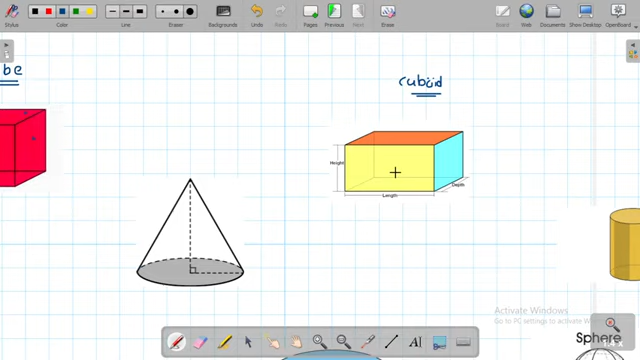 Stylus
Color
Line
Eraser
Backgrounds
Undo
Redo
Pages
Previous
Next
Erase
Board
Web
Documents
Show Desktop
OpenBoard
be
cuboid
Height
Depth
Length
Activate Windows
Go to PC settings to activate Win
Sphere